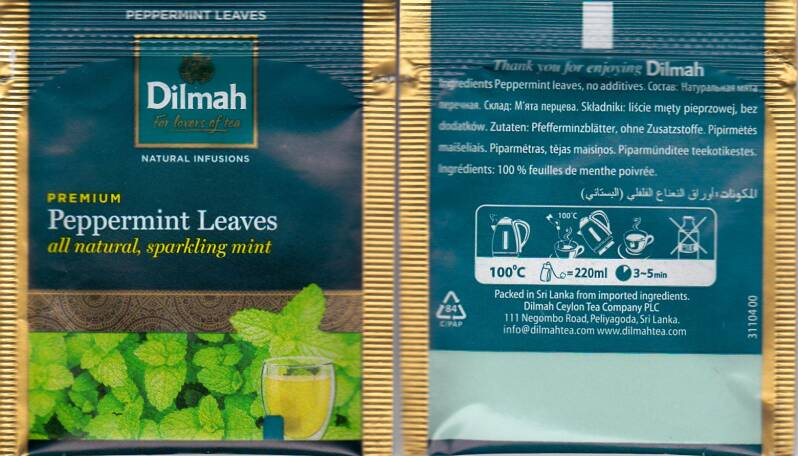 PEPPERMINT LEAVES
Dilmah
For lovers of tea
NATURAL INFUSIONS
PREMIUM
Peppermint Leaves
all natural, sparkling mint
Thank you for enjoying Dilmah
Ingredients Peppermint leaves, no additives. Состав: Натуральная мята
перечная. Склад: М'ята перцева. Składniki: liście mięty pieprzowej, bez
dodatków. Zutaten: Pfefferminzblätter, ohne Zusatzstoffe. Pipirmėtės
maišeliais. Piparmētras, tējas maisiņos. Piparmünditee teekotikestes.
Ingrédients: 100 % feuilles de menthe poivrée.
المكونات: أوراق النعناع الفلفلي (البستاني)
100°C
100°C =220ml 3~5min
Packed in Sri Lanka from imported ingredients.
Dilmah Ceylon Tea Company PLC
111 Negombo Road, Peliyagoda, Sri Lanka.
info@dilmahtea.com www.dilmahtea.com
84
C/PAP
3110400